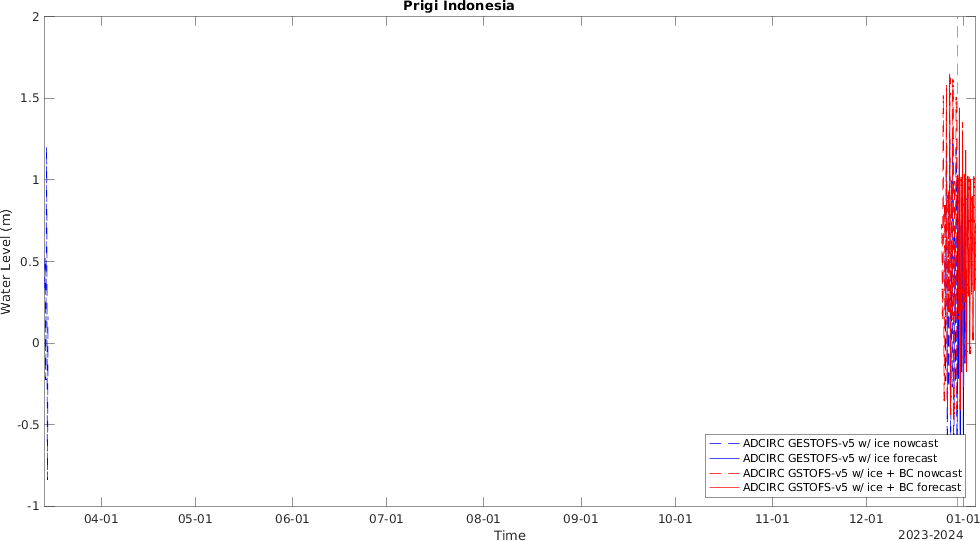 Prigi Indonesia
2
1.5
1
0.5
0
-0.5
-1
Water Level (m)
ADCIRC GESTOFS-v5 w/ ice nowcast
ADCIRC GESTOFS-v5 w/ ice forecast
ADCIRC GSTOFS-v5 w/ ice + BC nowcast
ADCIRC GSTOFS-v5 w/ ice + BC forecast
04-01 05-01 06-01 07-01 08-01 09-01 10-01 11-01 12-01 01-01
Time
2023-2024